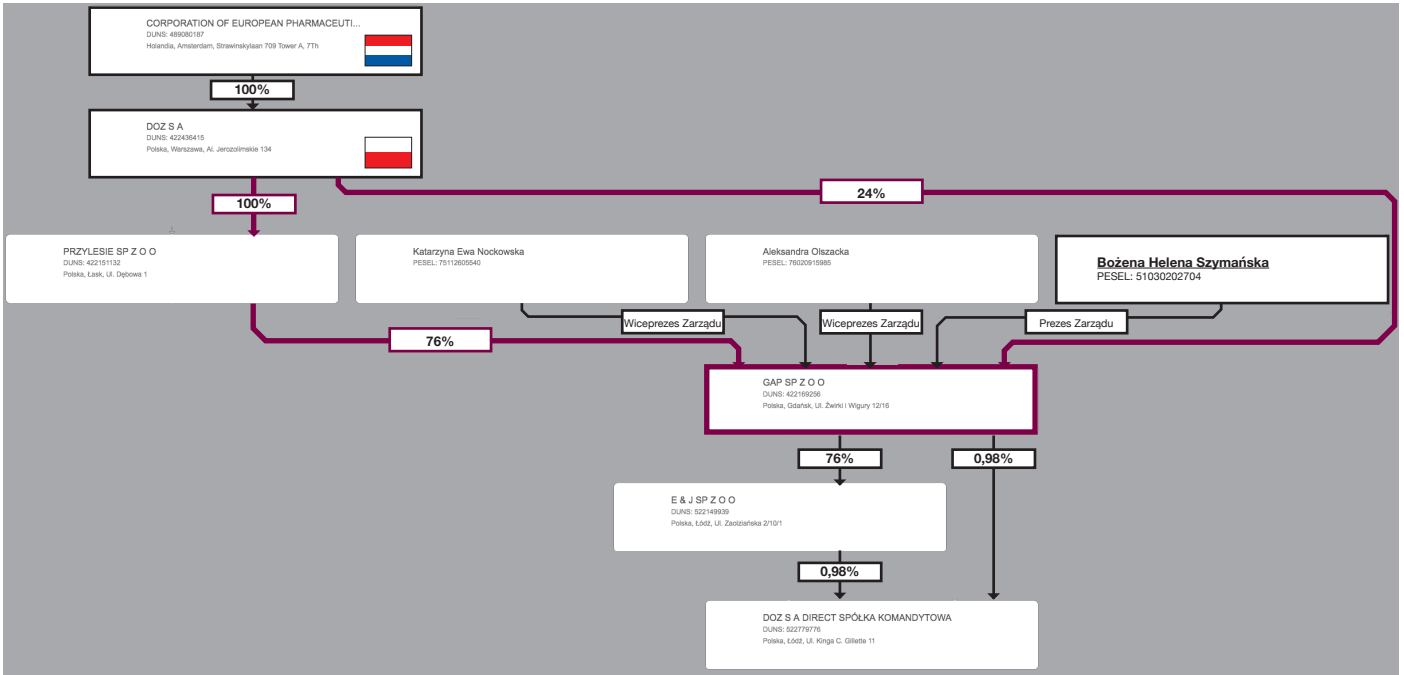 CORPORATION OF EUROPEAN PHARMACEUTI...
DUNS: 489080187
Holandia, Amsterdam, Strawinskylaan 709 Tower A, 7Th
100%
DOZ S A
DUNS: 422436415
Polska, Warszawa, Al. Jerozolimskie 134
100%
24%
PRZYLESIE SP Z O O
DUNS: 422151132
Polska, Łask, Ul. Dębowa 1
Katarzyna Ewa Nockowska
PESEL: 75112605540
Aleksandra Olszacka
PESEL: 76020915985
Bożena Helena Szymańska
PESEL: 51030202704
Wiceprezes Zarządu
Wiceprezes Zarządu
Prezes Zarządu
76%
GAP SP Z O O
DUNS: 422169256
Polska, Gdańsk, Ul. Żwirki i Wigury 12/16
76%
0,98%
E & J SP Z O O
DUNS: 522149939
Polska, Łódź, Ul. Zaolziańska 2/10/1
0,98%
DOZ S A DIRECT SPÓŁKA KOMANDYTOWA
DUNS: 522779776
Polska, Łódź, Ul. Kinga C. Gillette 11